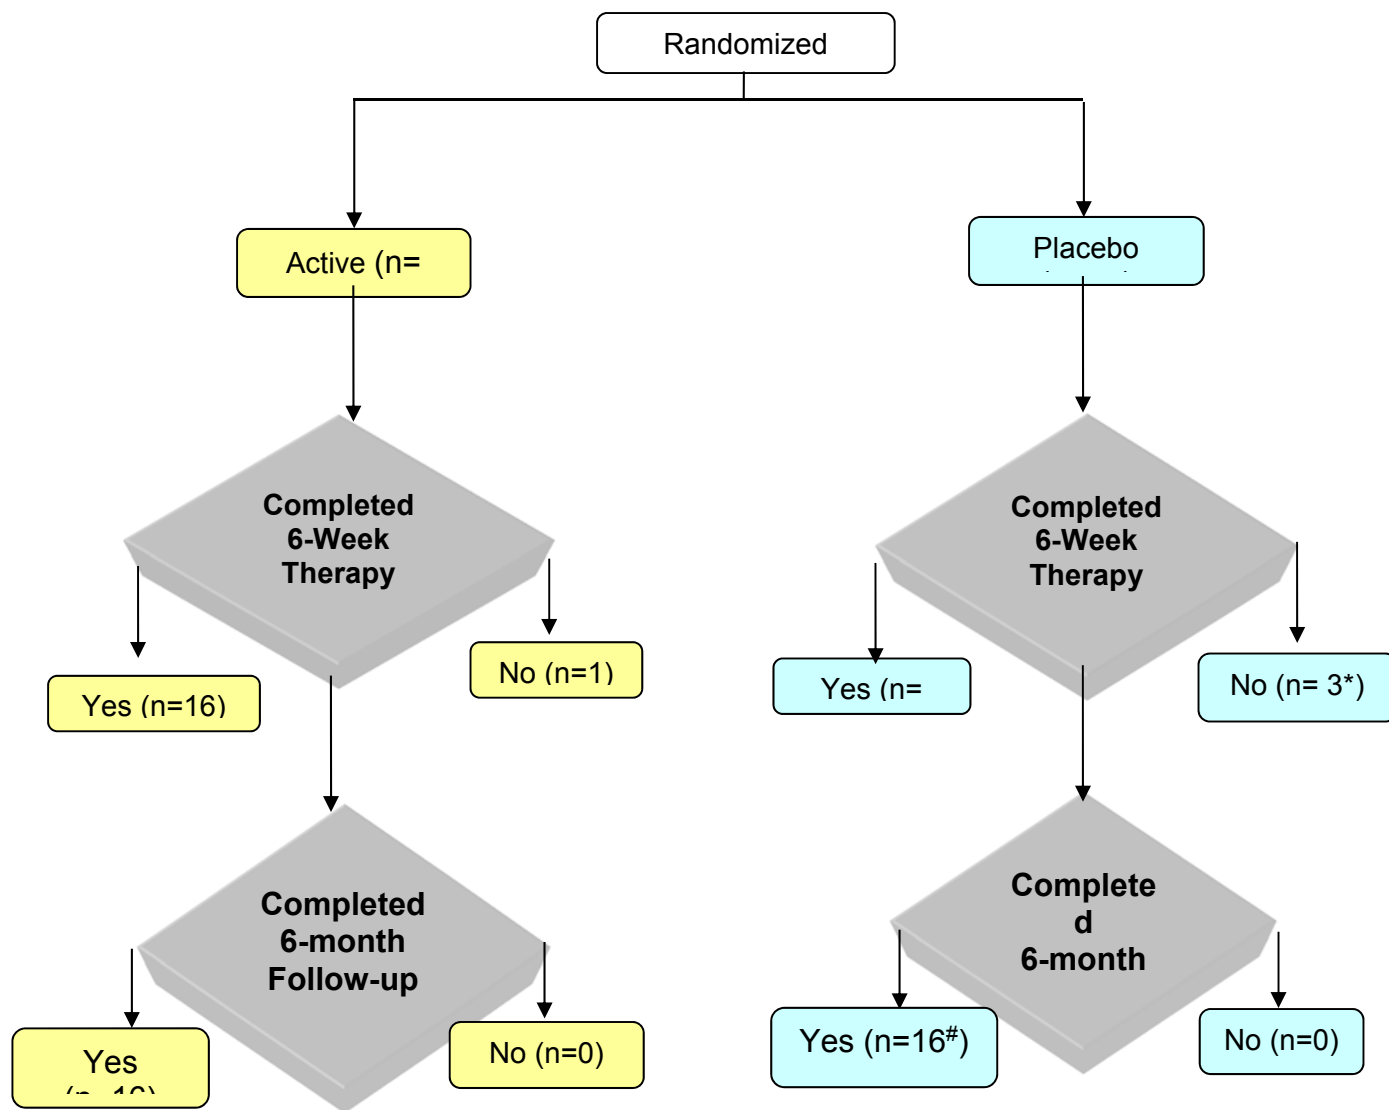 Randomized
Active (n=
Placebo
Completed
6-Week
Therapy
Completed
6-Week
Therapy
Yes (n=16)
No (n=1)
Yes (n=
No (n= 3*)
Completed
6-month
Follow-up
Complete
d
6-month
Yes
No (n=0)
Yes (n=16#)
No (n=0)